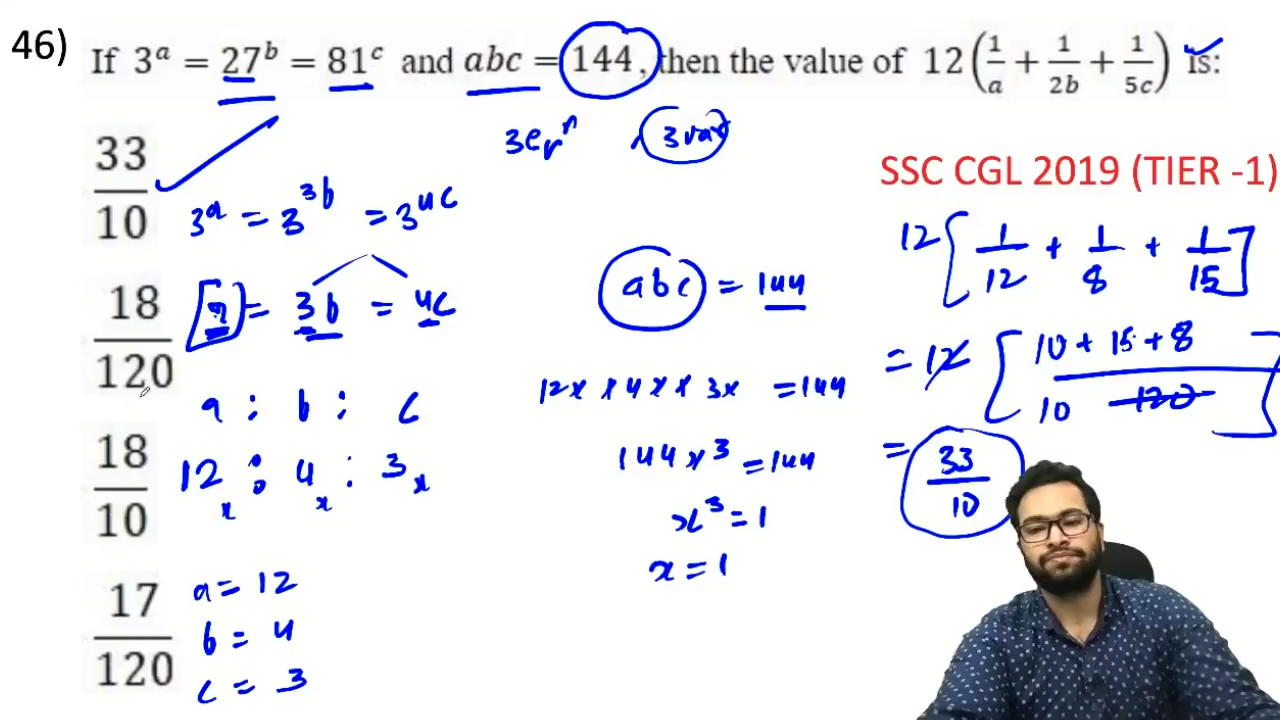 46) If 3^a = 27^b = 81^c and abc = 144, then the value of 12(1/a + 1/2b + 1/5c) is:
3er^n 3var
33/10
SSC CGL 2019 (TIER -1)
3^a = 3^3b = 3^4c
18/120
a = 3b = 4c
a : b : c
18/10
12x : 4x : 3x
17/120
a = 12
b = 4
c = 3
abc = 144
12x × 4x × 3x = 144
144x^3 = 144
x^3 = 1
x = 1
12[1/12 + 1/8 + 1/15]
= 12[10 + 15 + 8 / 120]
10
= 33/10